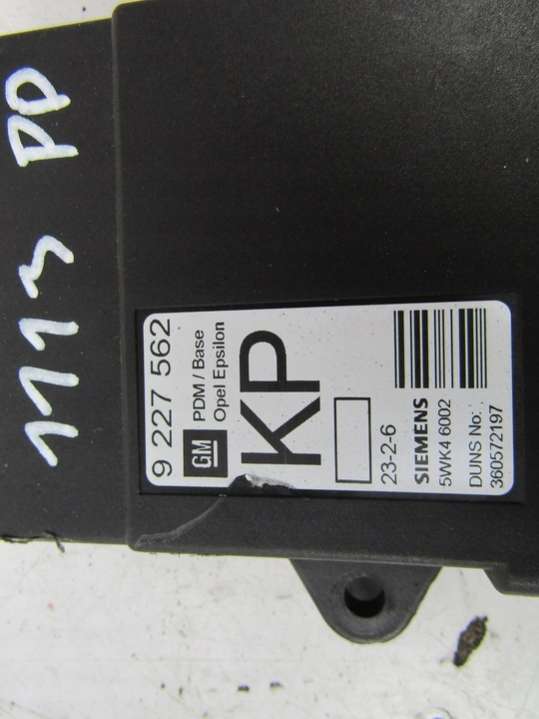 1113 PP
9 227 562
GM
PDM / Base
Opel Epsilon
KP
23-2-6
SIEMENS
5WK4 6002
DUNS No:
360572197